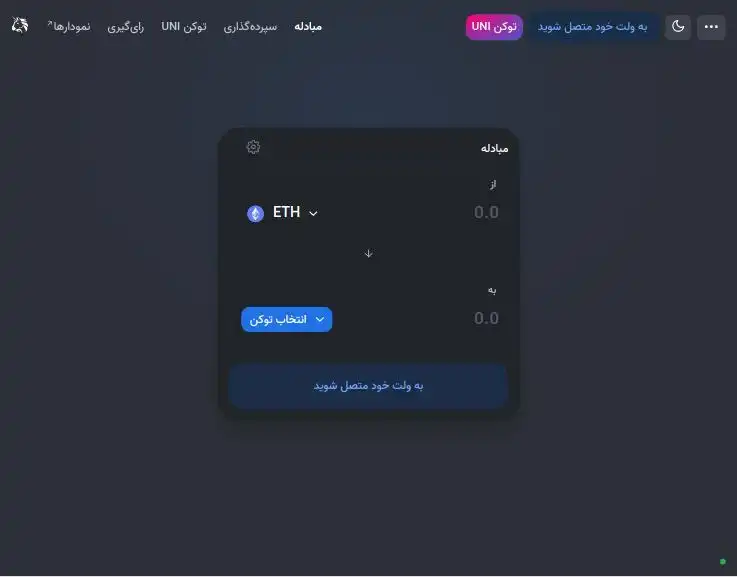 مبادله سپرده‌گذاری توکن UNI رای‌گیری نمودارها↗
توکن UNI به ولت خود متصل شوید
مبادله
از
0.0 ETH
به
0.0 انتخاب توکن
به ولت خود متصل شوید